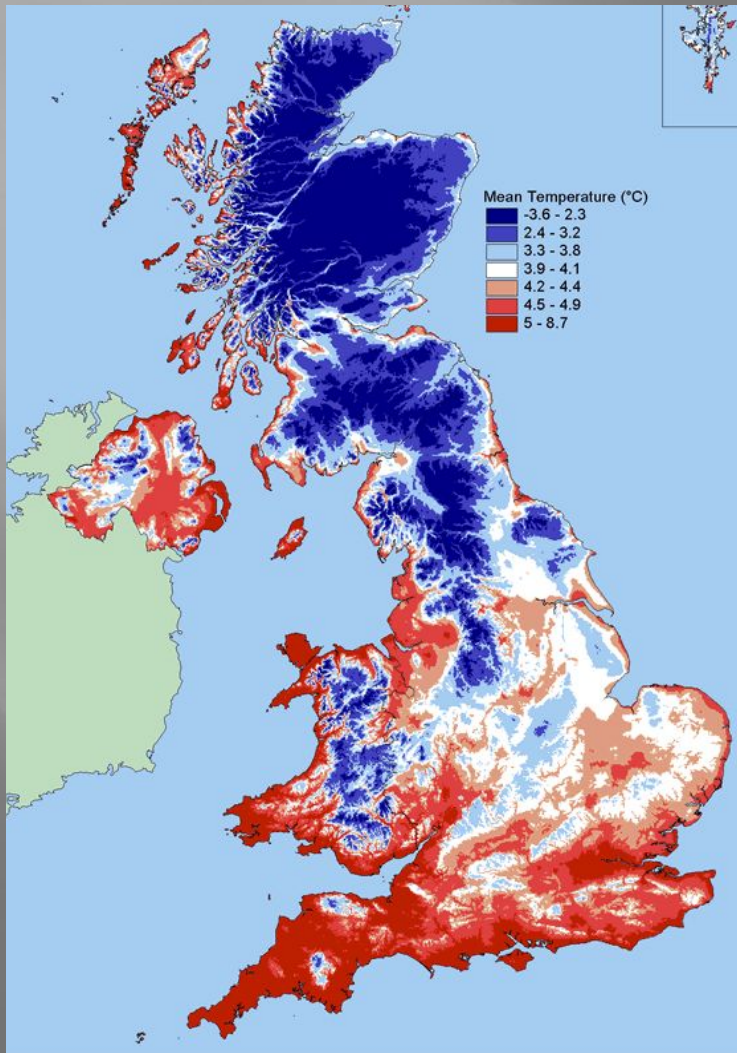 Mean Temperature (°C)
-3.6 - 2.3
2.4 - 3.2
3.3 - 3.8
3.9 - 4.1
4.2 - 4.4
4.5 - 4.9
5 - 8.7